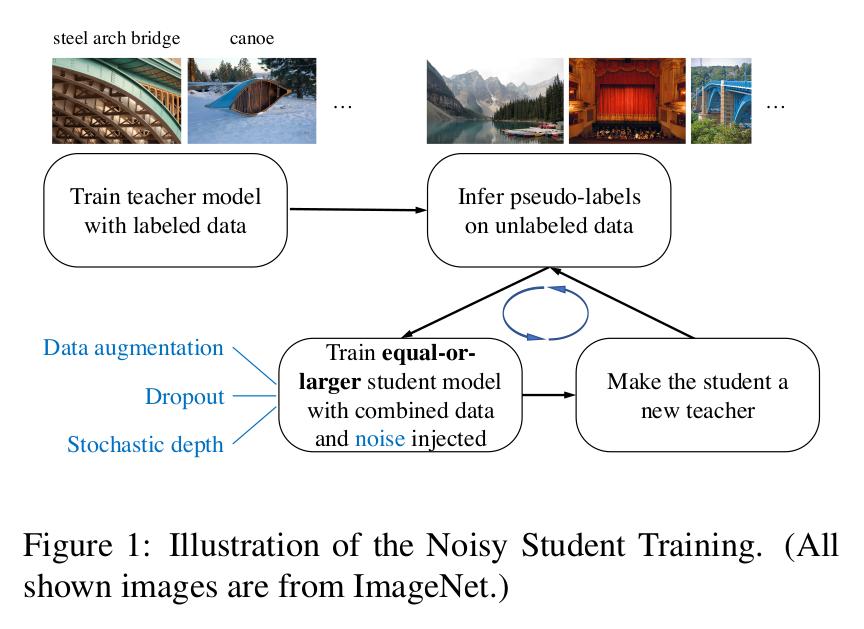 steel arch bridge
canoe
...
...
Train teacher model
with labeled data
Infer pseudo-labels
on unlabeled data
Data augmentation
Dropout
Stochastic depth
Train equal-or-
larger student model
with combined data
and noise injected
Make the student a
new teacher
Figure 1: Illustration of the Noisy Student Training. (All
shown images are from ImageNet.)